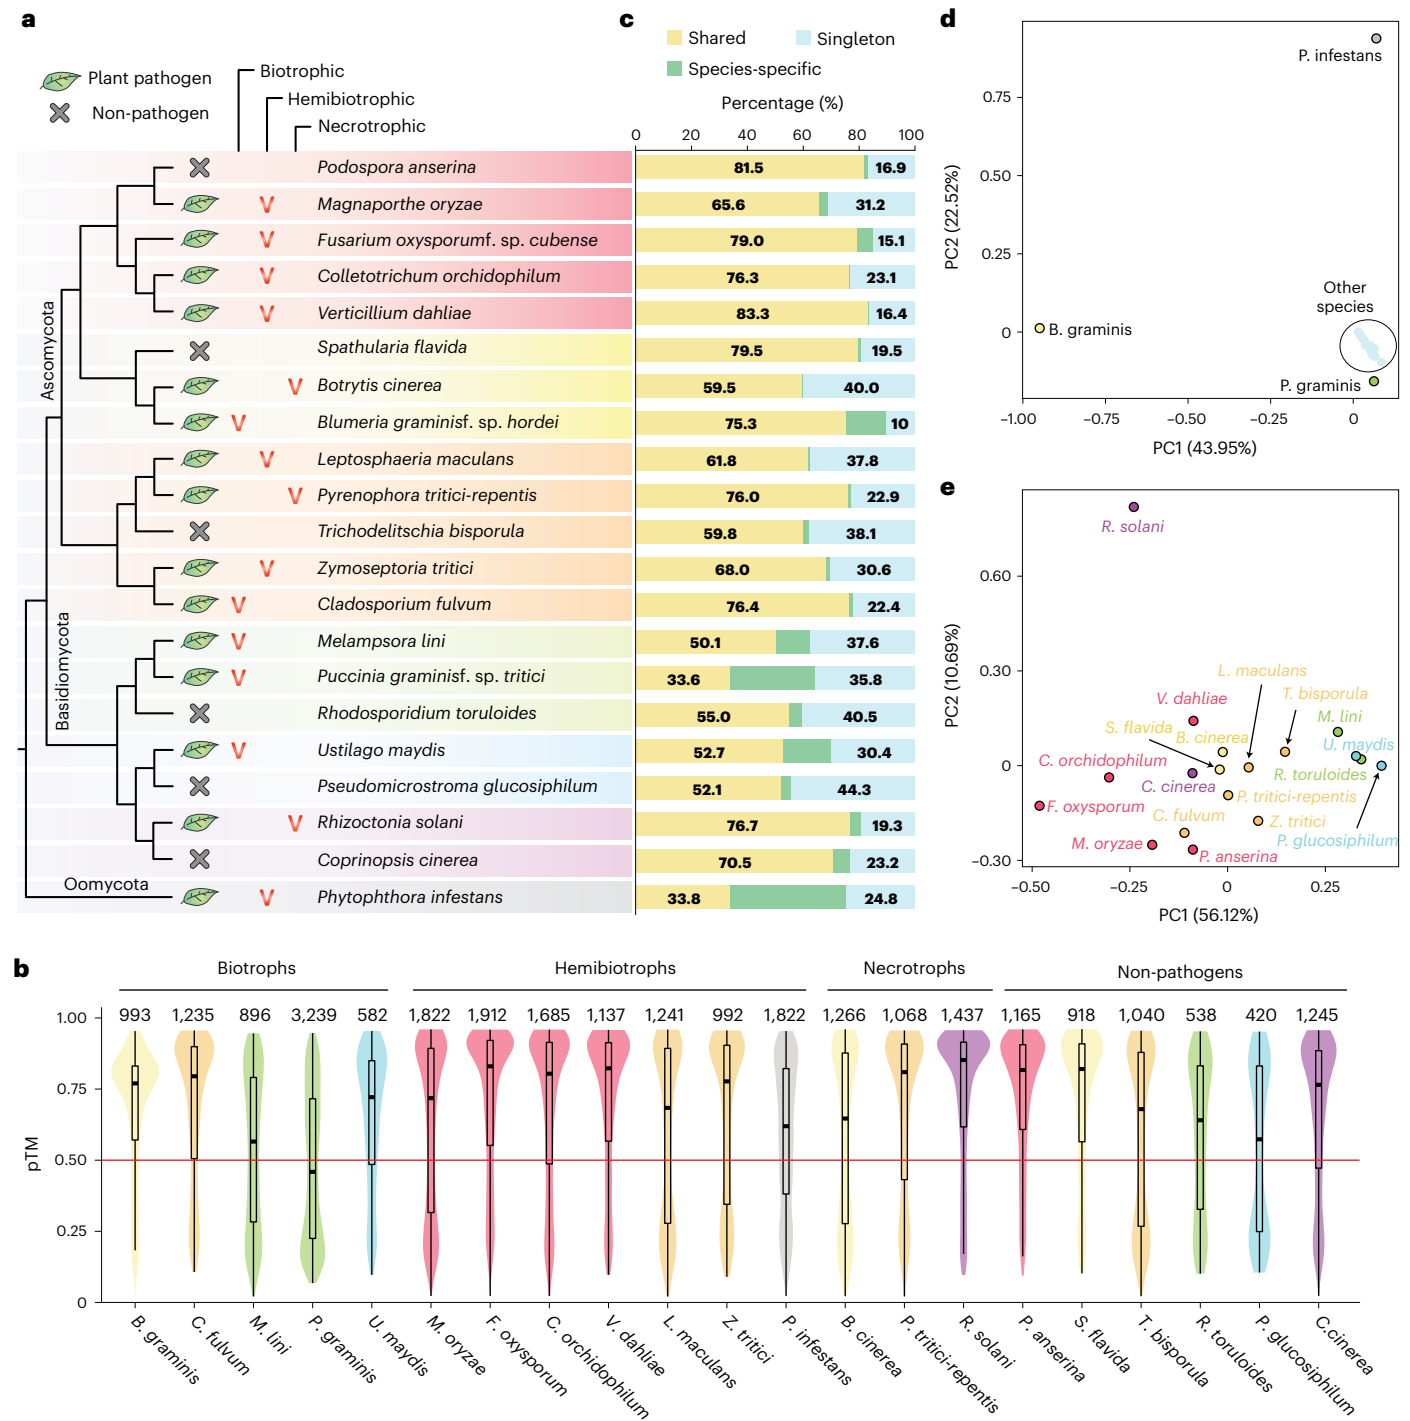 a
Plant pathogen
Non-pathogen
Biotrophic
Hemibiotrophic
Necrotrophic
Ascomycota
Basidiomycota
Oomycota
Podospora anserina
Magnaporthe oryzae
Fusarium oxysporumf. sp. cubense
Colletotrichum orchidophilum
Verticillium dahliae
Spathularia flavida
Botrytis cinerea
Blumeria graminisf. sp. hordei
Leptosphaeria maculans
Pyrenophora tritici-repentis
Trichodelitschia bisporula
Zymoseptoria tritici
Cladosporium fulvum
Melampsora lini
Puccinia graminisf. sp. tritici
Rhodosporidium toruloides
Ustilago maydis
Pseudomicrostroma glucosiphilum
Rhizoctonia solani
Coprinopsis cinerea
Phytophthora infestans
c
Shared
Singleton
Species-specific
Percentage (%)
0 20 40 60 80 100
81.5 16.9
65.6 31.2
79.0 15.1
76.3 23.1
83.3 16.4
79.5 19.5
59.5 40.0
75.3 10
61.8 37.8
76.0 22.9
59.8 38.1
68.0 30.6
76.4 22.4
50.1 37.6
33.6 35.8
55.0 40.5
52.7 30.4
52.1 44.3
76.7 19.3
70.5 23.2
33.8 24.8
d
P. infestans
0.75
0.50
0.25
0
PC2 (22.52%)
Other
species
B. graminis
P. graminis
−1.00 −0.75 −0.50 −0.25 0
PC1 (43.95%)
e
R. solani
0.60
0.30
0
−0.30
PC2 (10.69%)
L. maculans
V. dahliae
T. bisporula
S. flavida
B. cinerea
M. lini
U. maydis
C. orchidophilum
C. cinerea
R. toruloides
F. oxysporum
P. tritici-repentis
C. fulvum
Z. tritici
M. oryzae
P. anserina
P. glucosiphilum
−0.50 −0.25 0 0.25
PC1 (56.12%)
b
Biotrophs
Hemibiotrophs
Necrotrophs
Non-pathogens
993 1,235 896 3,239 582 1,822 1,912 1,685 1,137 1,241 992 1,822 1,266 1,068 1,437 1,165 918 1,040 538 420 1,245
1.00
0.75
0.50
0.25
0
pTM
B. graminis
C. fulvum
M. lini
P. graminis
U. maydis
M. oryzae
F. oxysporum
C. orchidophilum
V. dahliae
L. maculans
Z. tritici
P. infestans
B. cinerea
P. tritici-repentis
R. solani
P. anserina
S. flavida
T. bisporula
R. toruloides
P. glucosiphilum
C.cinerea